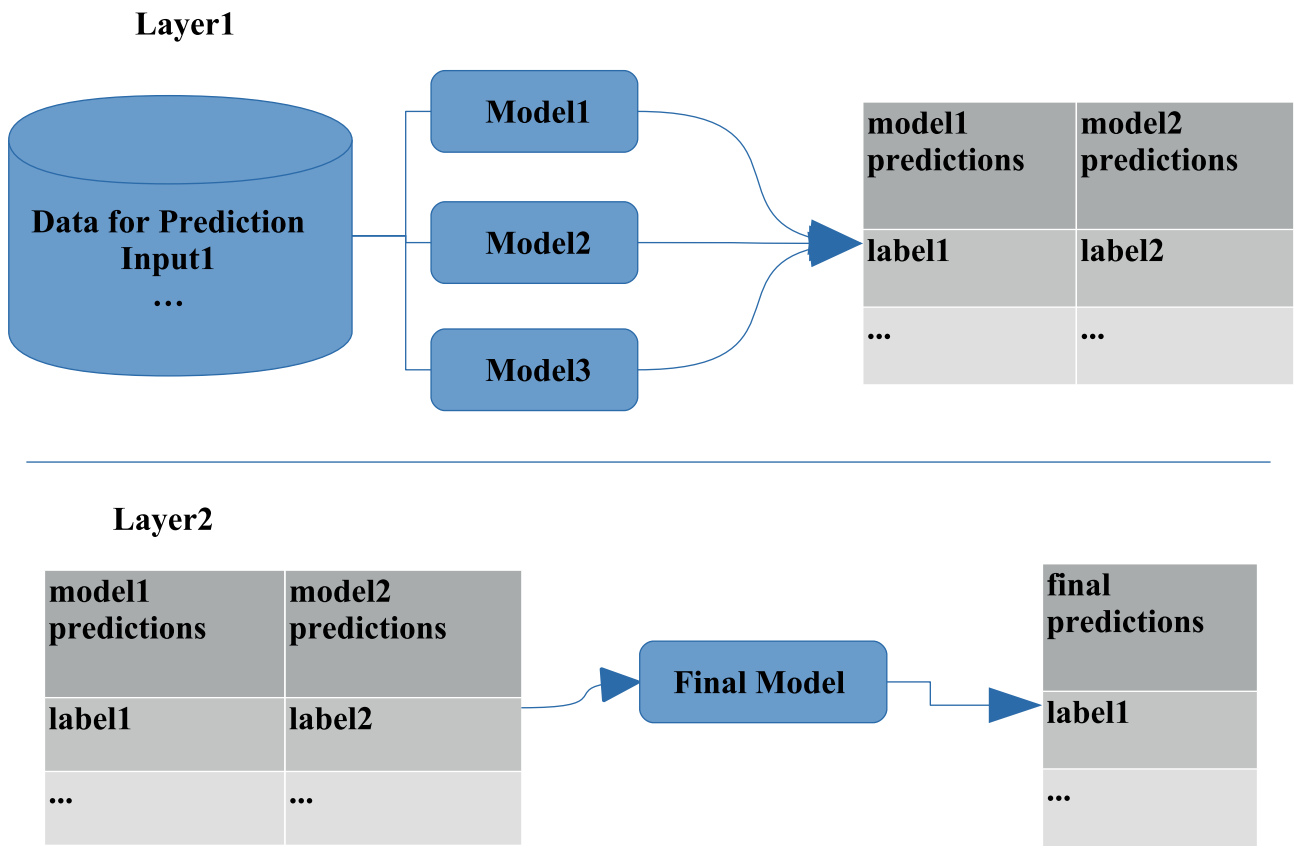 Layer1
Data for Prediction
Input1
...
Model1
Model2
Model3
model1
predictions
model2
predictions
label1
label2
...
...
Layer2
model1
predictions
model2
predictions
label1
label2
...
...
Final Model
final
predictions
label1
...